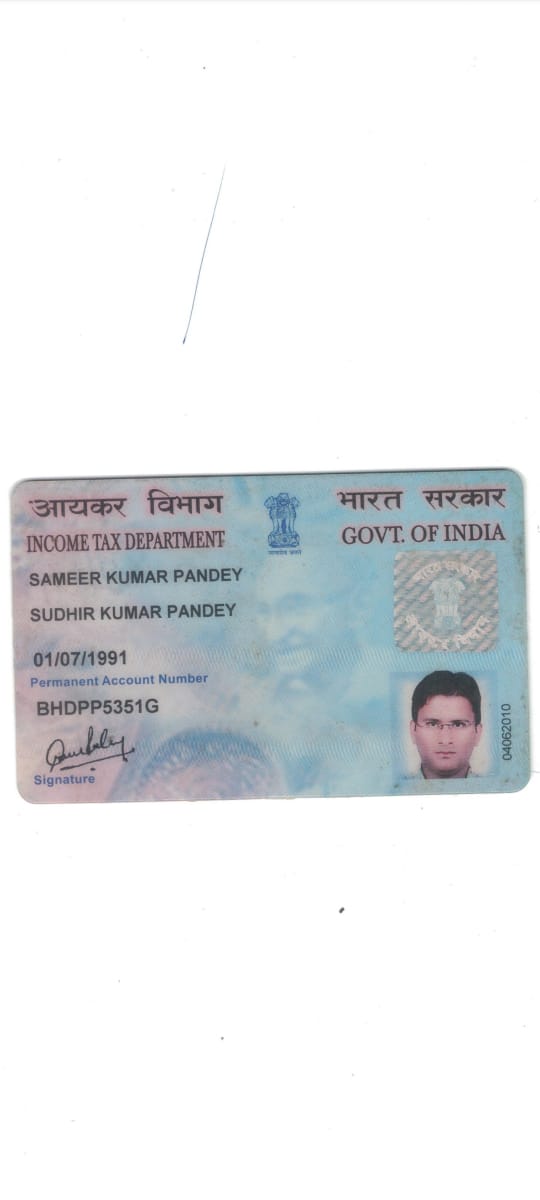 आयकर विभाग
INCOME TAX DEPARTMENT
सत्यमेव जयते
भारत सरकार
GOVT. OF INDIA
SAMEER KUMAR PANDEY
SUDHIR KUMAR PANDEY
01/07/1991
Permanent Account Number
BHDPP5351G
Signature
04062010